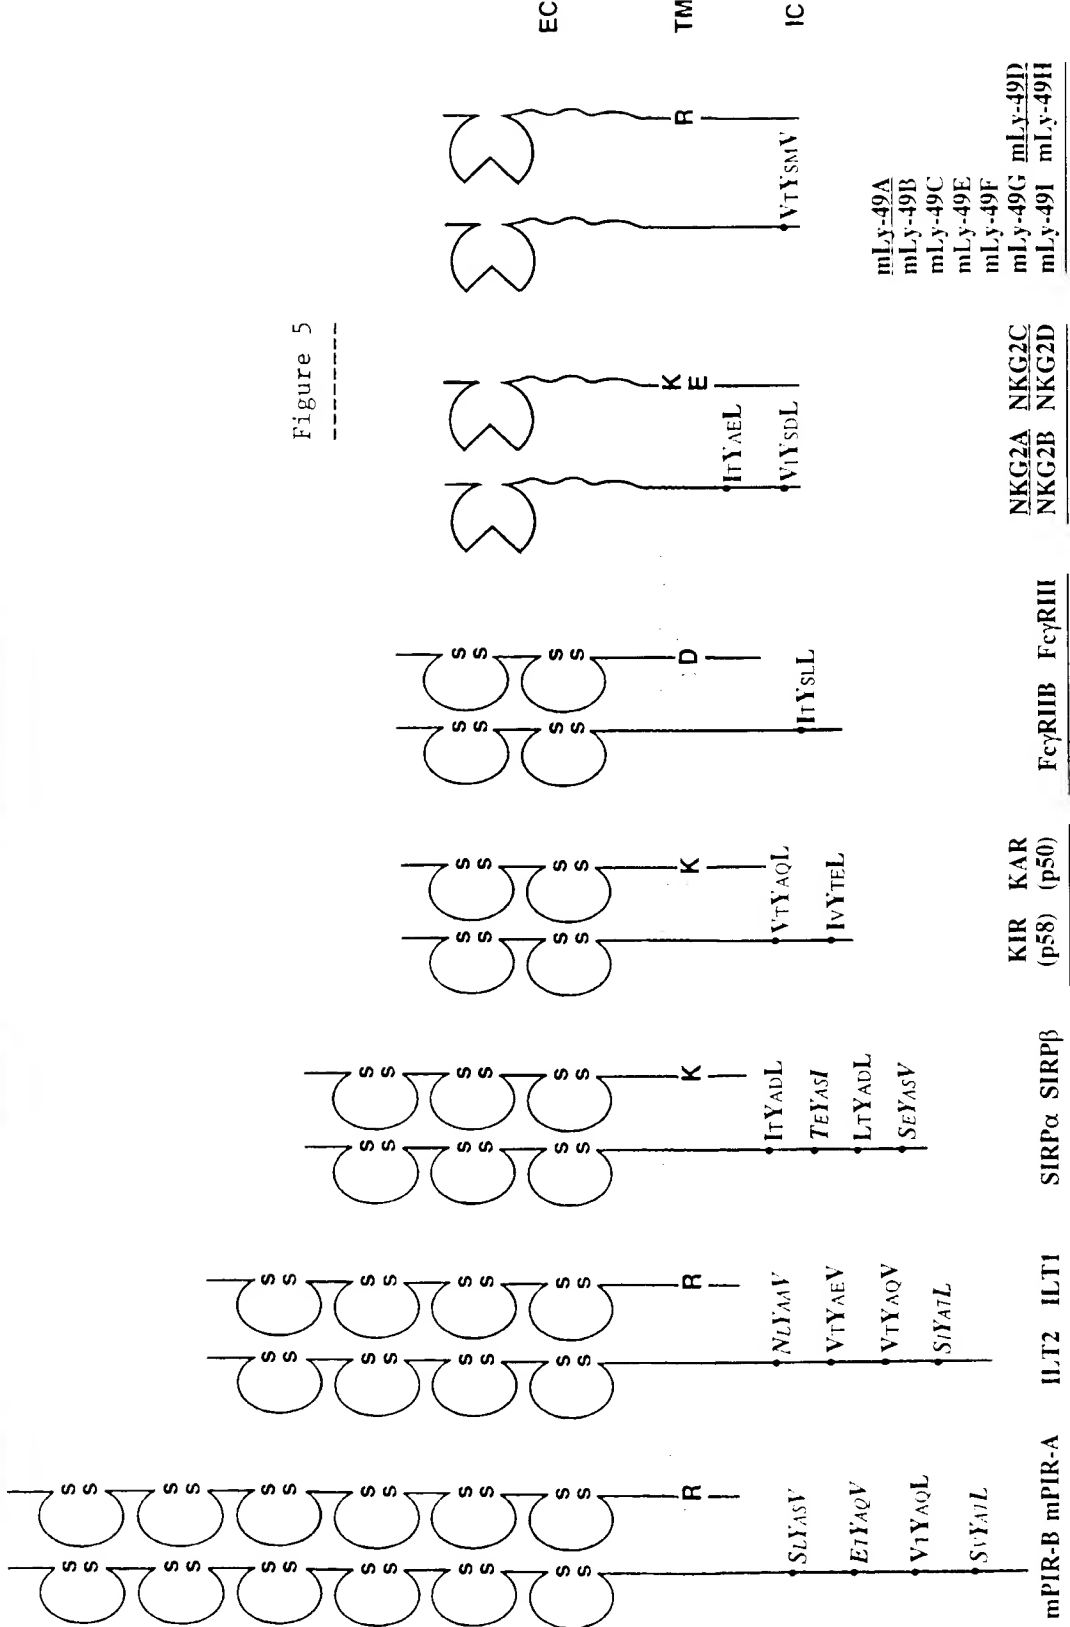 Figure 5
EC
TM
IC
S S
S S
S S
S S
S S
S S
S S
S S
S S
S S
S S
S S
R
SLYASV
EIYAQV
VTYAQL
SVYATL
mPIR-B mPIR-A
S S
S S
S S
S S
S S
S S
S S
S S
R
NLYAAV
VTYAEV
VTYAQV
SIYATL
ILT2 ILT1
S S
S S
S S
S S
S S
S S
K
ITYADL
TEYASI
LTYADL
SEYASV
SIRPα SIRPβ
S S
S S
S S
S S
K
VTYAQL
IVYTEL
KIR KAR
(p58) (p50)
S S
S S
S S
S S
D
ITYSLL
FcγRIIB FcγRIII
K
E
ITYAEL
VIYSDL
NKG2A NKG2C
NKG2B NKG2D
R
VTYSMV
mLy-49A
mLy-49B
mLy-49C
mLy-49E
mLy-49F
mLy-49G mLy-49D
mLy-49I mLy-49H